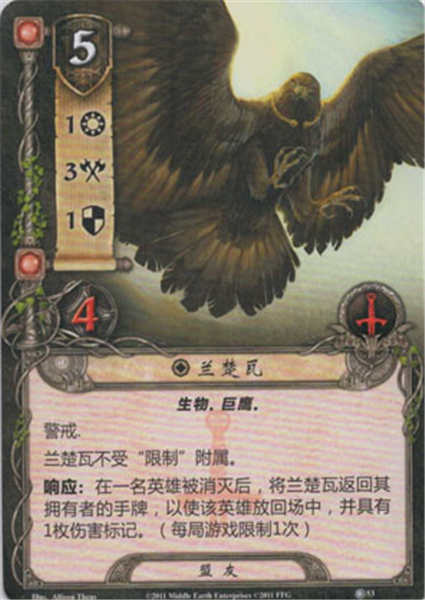 5
1
3
1
4
兰楚瓦
生物. 巨鹰.
警戒.
兰楚瓦不受“限制”附属。
响应：在一名英雄被消灭后，将兰楚瓦返回其
拥有者的手牌，以使该英雄放回场中，并具有
1枚伤害标记。（每局游戏限制1次）
盟友
Illus. Allison Theus
©2011 Middle Earth Enterprises ©2011 FFG
53